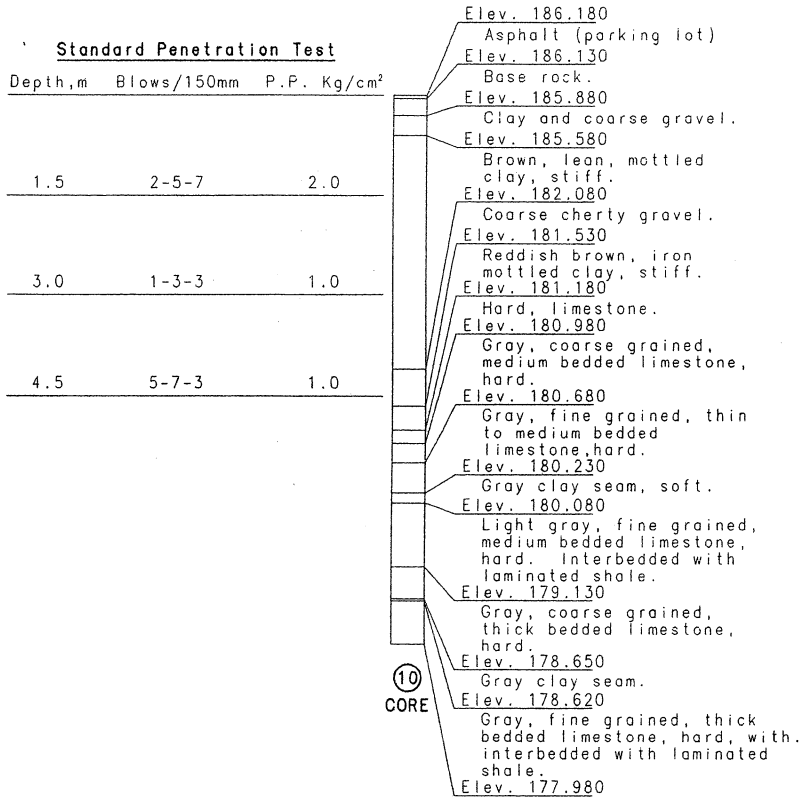 Standard Penetration Test
Depth,m Blows/150mm P.P. Kg/cm²
1.5 2-5-7 2.0
3.0 1-3-3 1.0
4.5 5-7-3 1.0
Elev. 186.180
Asphalt (parking lot)
Elev. 186.130
Base rock.
Elev. 185.880
Clay and coarse gravel.
Elev. 185.580
Brown, lean, mottled
clay, stiff.
Elev. 182.080
Coarse cherty gravel.
Elev. 181.530
Reddish brown, iron
mottled clay, stiff.
Elev. 181.180
Hard, limestone.
Elev. 180.980
Gray, coarse grained,
medium bedded limestone,
hard.
Elev. 180.680
Gray, fine grained, thin
to medium bedded
limestone,hard.
Elev. 180.230
Gray clay seam, soft.
Elev. 180.080
Light gray, fine grained,
medium bedded limestone,
hard. Interbedded with
laminated shale.
Elev. 179.130
Gray, coarse grained,
thick bedded limestone,
hard.
Elev. 178.650
Gray clay seam.
Elev. 178.620
Gray, fine grained, thick
bedded limestone, hard, with.
interbedded with laminated
shale.
Elev. 177.980
10
CORE